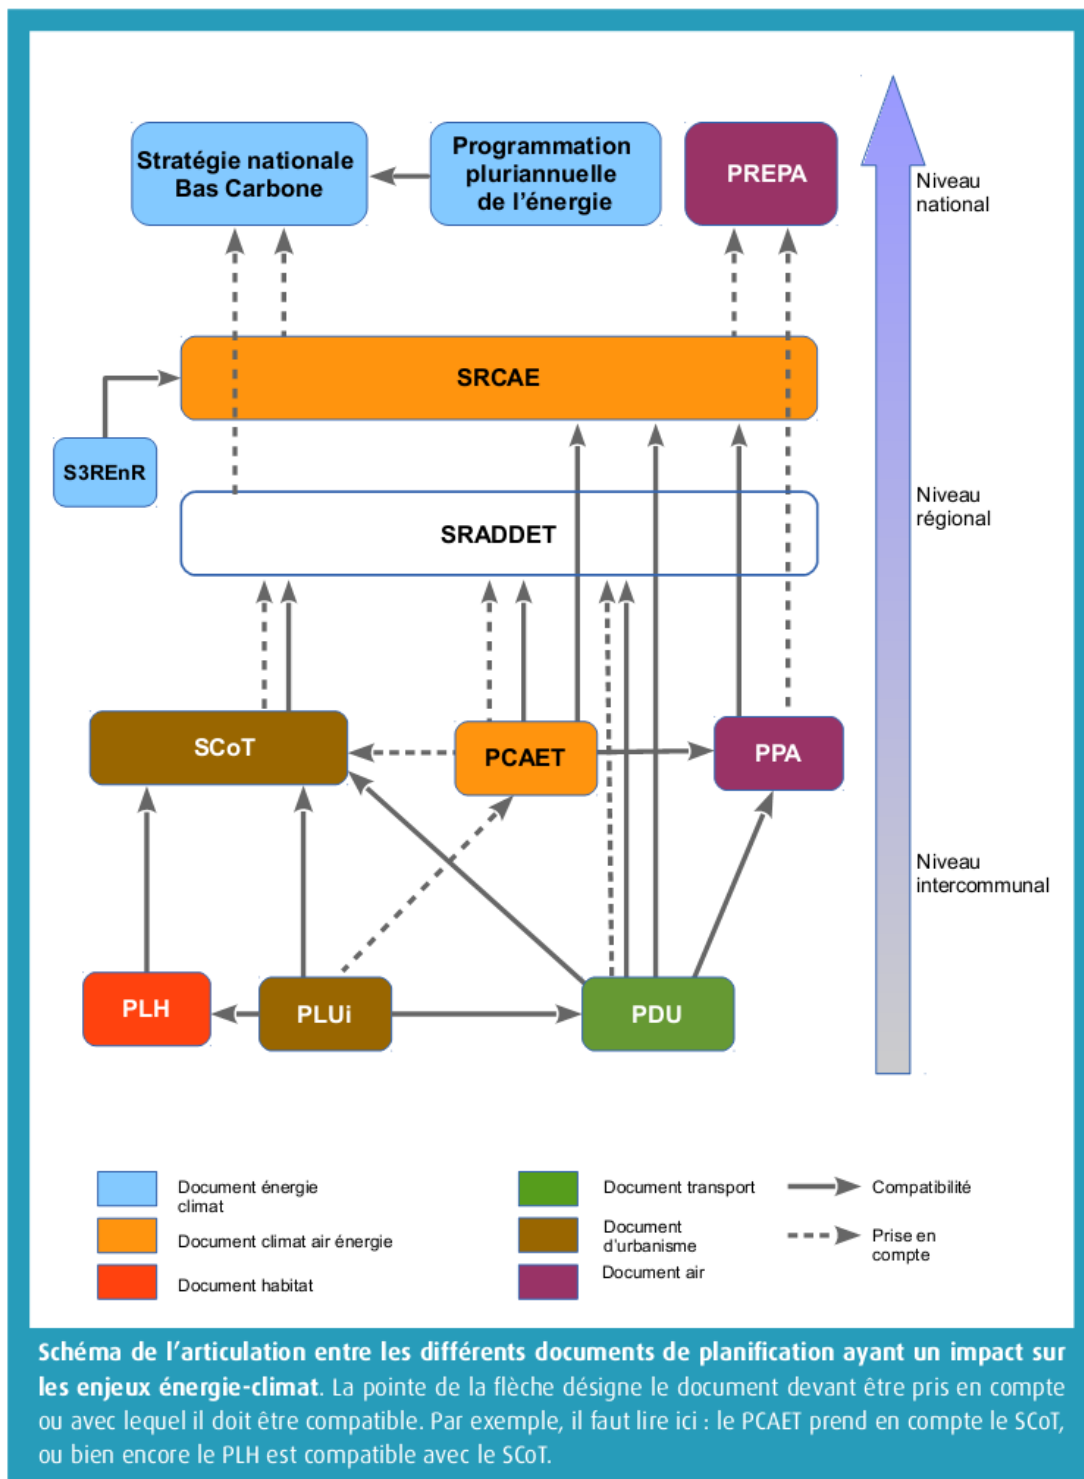 Stratégie nationale
Bas Carbone
Programmation
pluriannuelle
de l'énergie
PREPA
Niveau
national
SRCAE
S3REnR
SRADDET
Niveau
régional
SCoT
PCAET
PPA
Niveau
intercommunal
PLH
PLUi
PDU
Document énergie
climat
Document transport
Compatibilité
Document climat air énergie
Document
d'urbanisme
Prise en
compte
Document habitat
Document air
Schéma de l'articulation entre les différents documents de planification ayant un impact sur
les enjeux énergie-climat. La pointe de la flèche désigne le document devant être pris en compte
ou avec lequel il doit être compatible. Par exemple, il faut lire ici : le PCAET prend en compte le SCoT,
ou bien encore le PLH est compatible avec le SCoT.